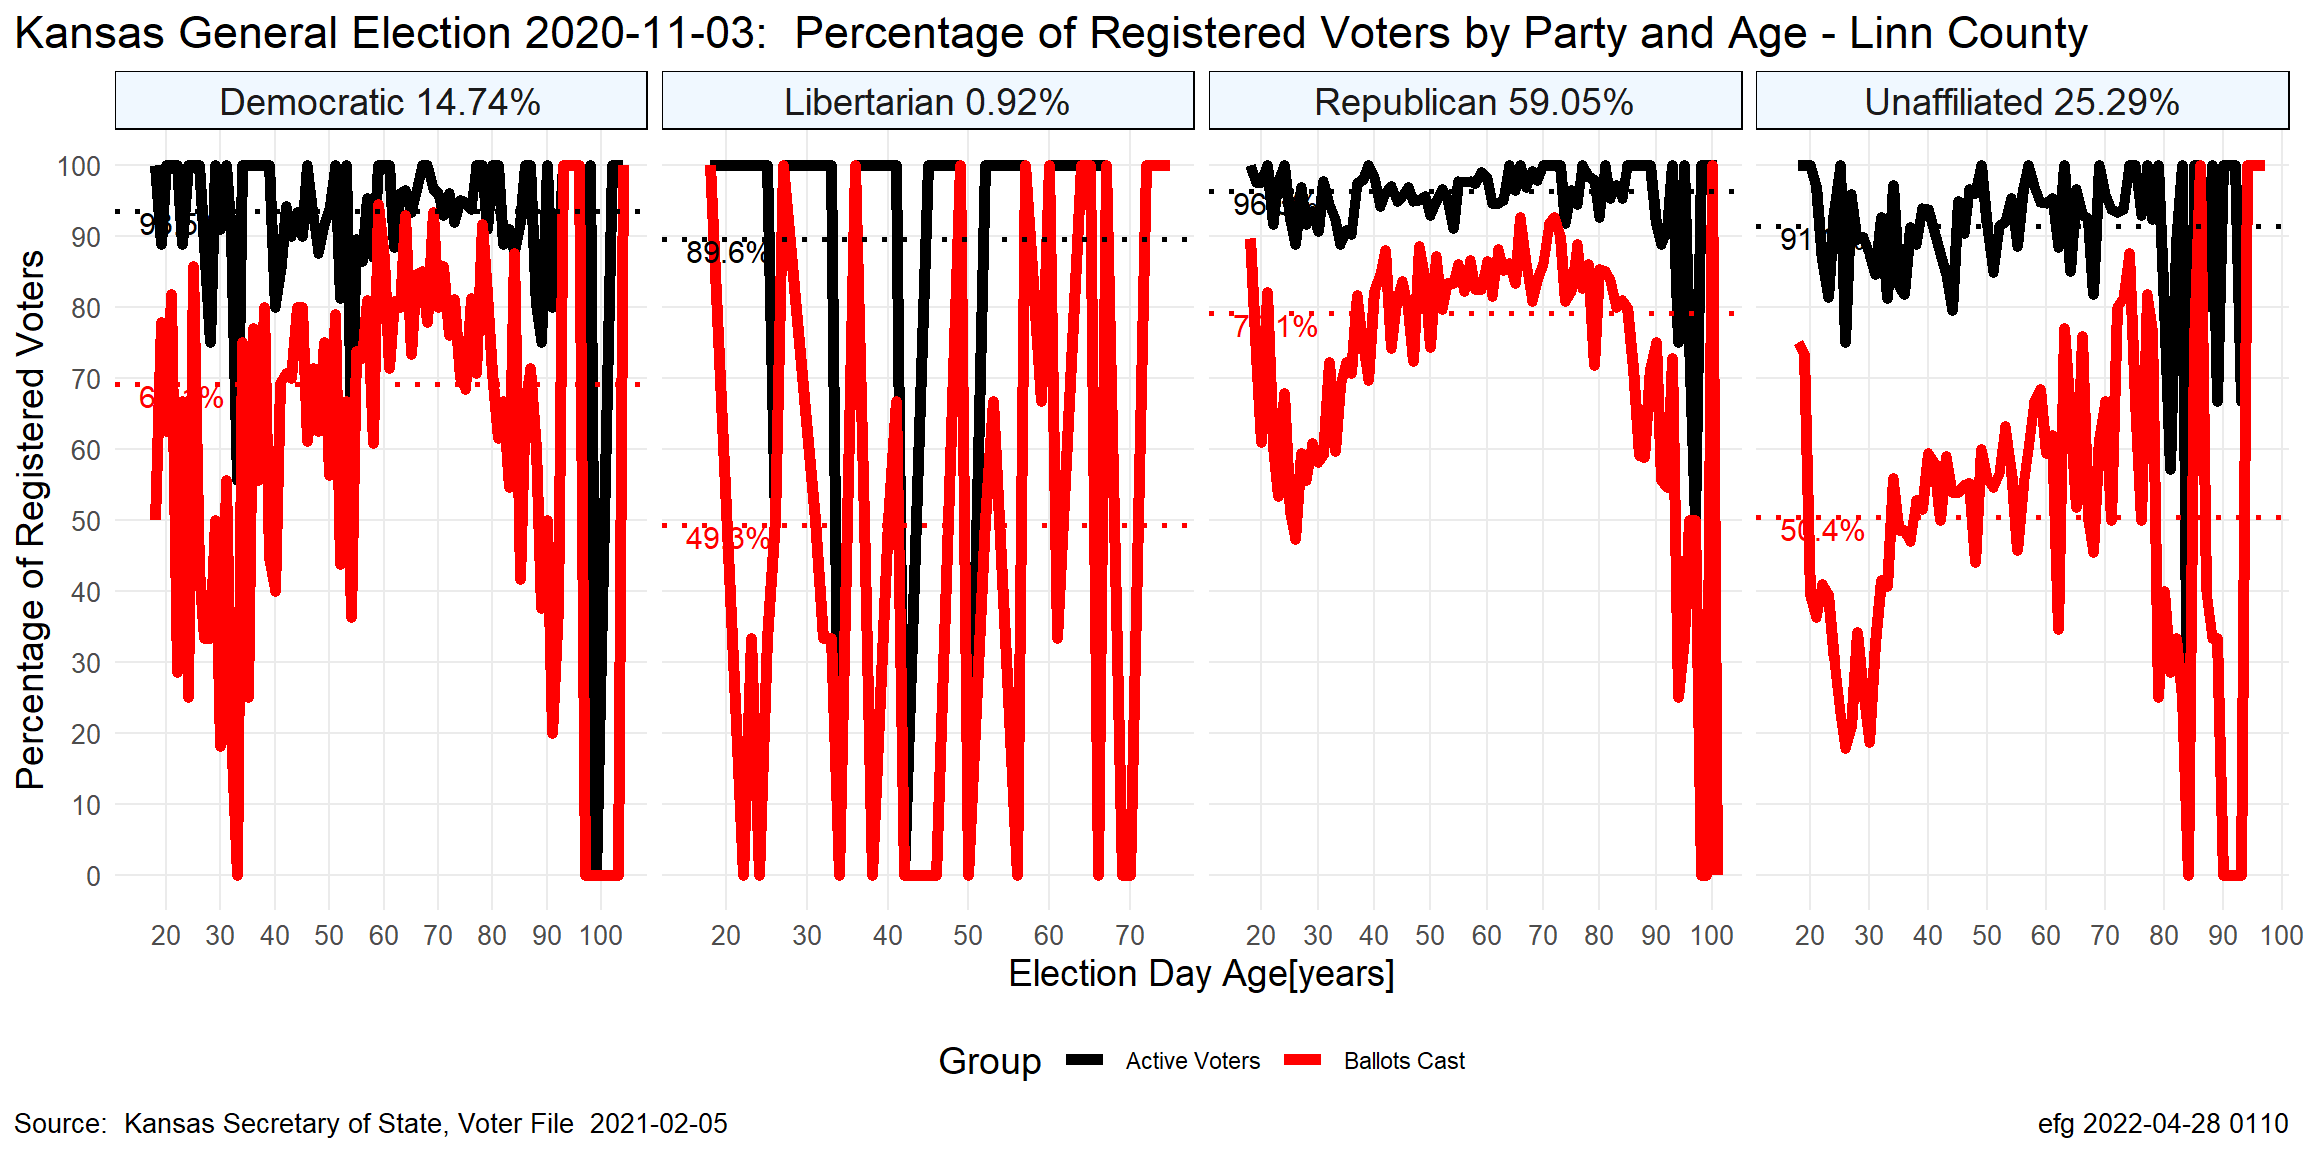 Kansas General Election 2020-11-03:  Percentage of Registered Voters by Party and Age - Linn County
Democratic 14.74%
Libertarian 0.92%
Republican 59.05%
Unaffiliated 25.29%
Percentage of Registered Voters
100
90
80
70
60
50
40
30
20
10
0
89.6%
49.3%
50.4%
20 30 40 50 60 70 80 90 100
20 30 40 50 60 70
20 30 40 50 60 70 80 90 100
20 30 40 50 60 70 80 90 100
Election Day Age[years]
Group Active Voters Ballots Cast
Source:  Kansas Secretary of State, Voter File  2021-02-05
efg 2022-04-28 0110